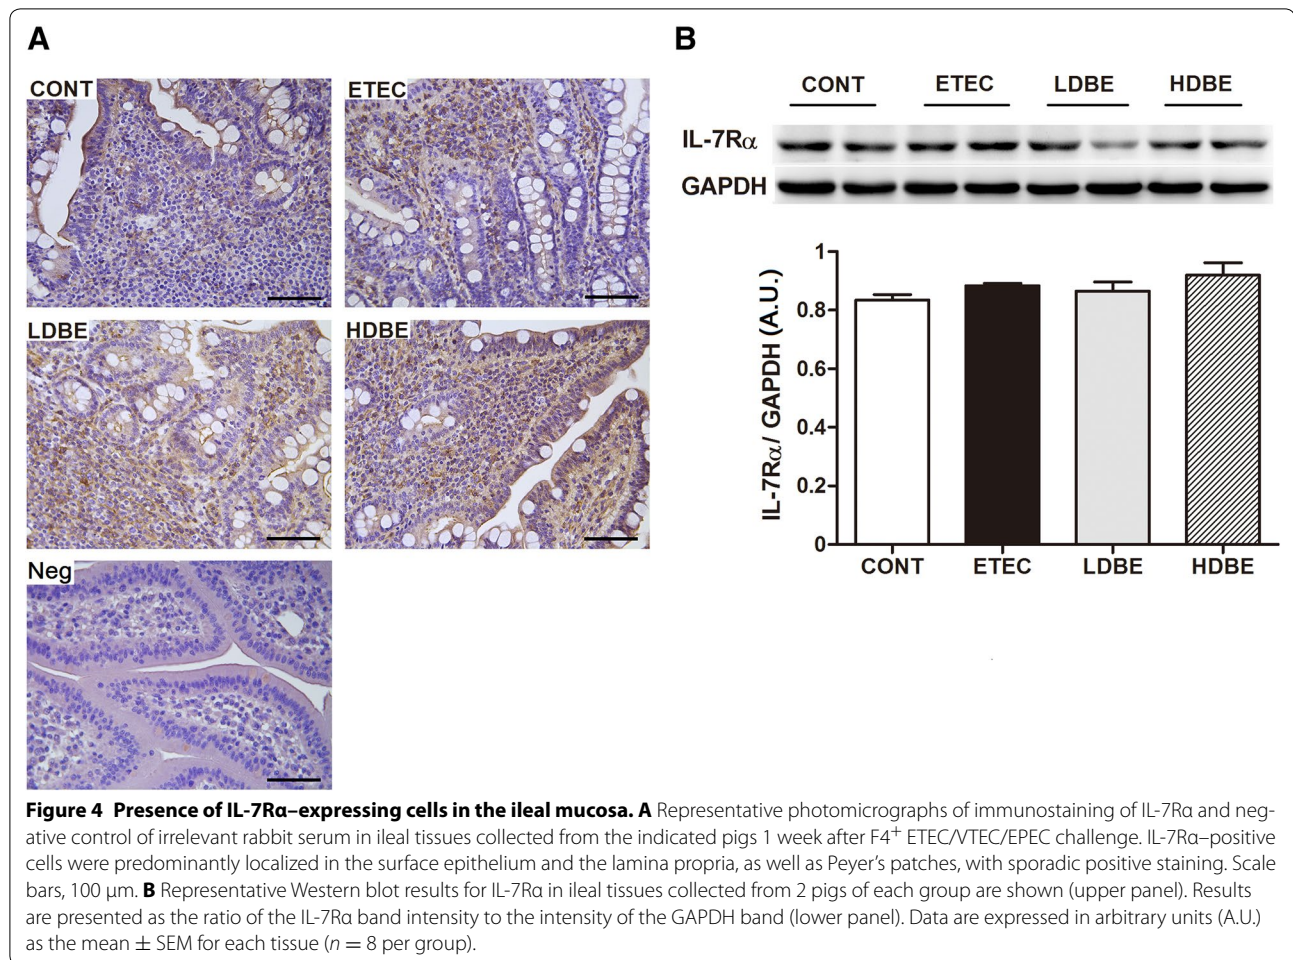 A
CONT
ETEC
LDBE
HDBE
Neg
B
CONT ETEC LDBE HDBE
IL-7Rα
GAPDH
IL-7Rα/ GAPDH (A.U.)
1
0.8
0.6
0.4
0.2
0
CONT ETEC LDBE HDBE
Figure 4 Presence of IL-7Rα–expressing cells in the ileal mucosa. A Representative photomicrographs of immunostaining of IL-7Rα and neg-
ative control of irrelevant rabbit serum in ileal tissues collected from the indicated pigs 1 week after F4⁺ ETEC/VTEC/EPEC challenge. IL-7Rα–positive
cells were predominantly localized in the surface epithelium and the lamina propria, as well as Peyer’s patches, with sporadic positive staining. Scale
bars, 100 μm. B Representative Western blot results for IL-7Rα in ileal tissues collected from 2 pigs of each group are shown (upper panel). Results
are presented as the ratio of the IL-7Rα band intensity to the intensity of the GAPDH band (lower panel). Data are expressed in arbitrary units (A.U.)
as the mean ± SEM for each tissue (n = 8 per group).